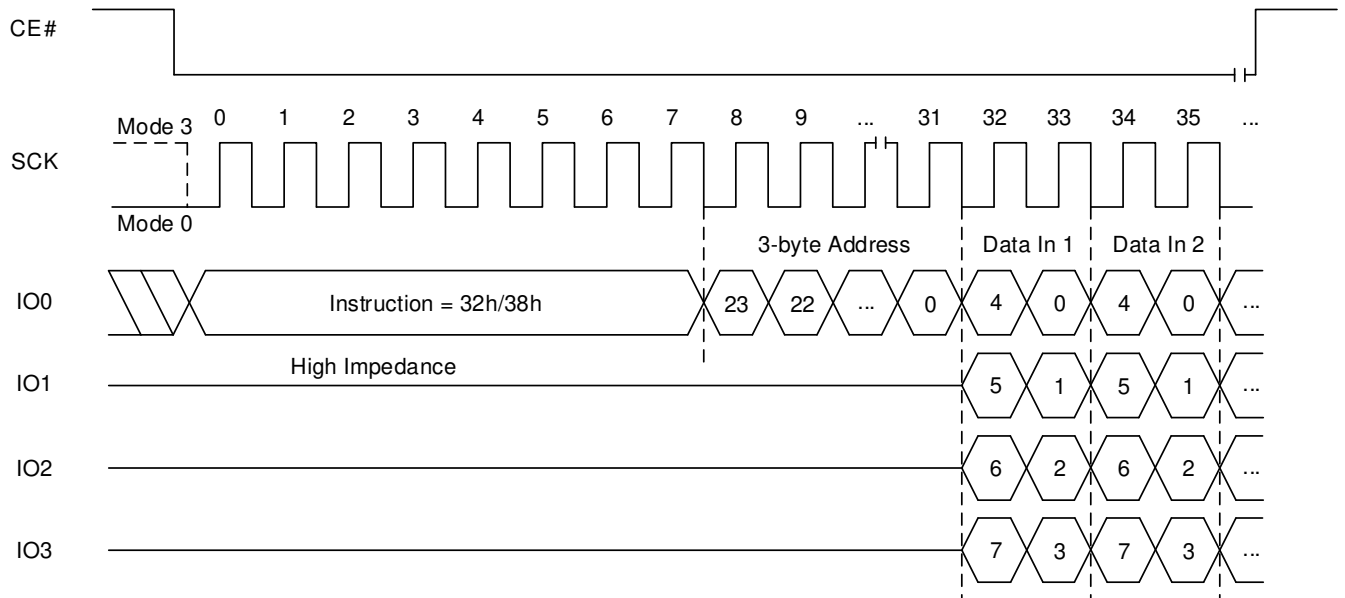 CE#
Mode 3 0 1 2 3 4 5 6 7 8 9 ... 31 32 33 34 35 ...
SCK
Mode 0
3-byte Address Data In 1 Data In 2
IO0 Instruction = 32h/38h 23 22 ... 0 4 0 4 0 ...
High Impedance
IO1 5 1 5 1 ...
IO2 6 2 6 2 ...
IO3 7 3 7 3 ...